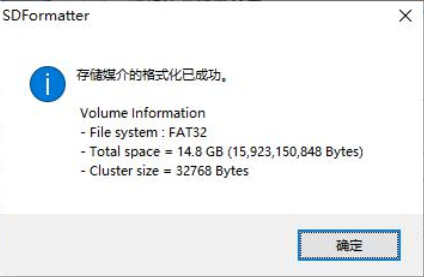 SDFormatter
存储媒介的格式化已成功。
Volume Information
- File system : FAT32
- Total space = 14.8 GB (15,923,150,848 Bytes)
- Cluster size = 32768 Bytes
确定